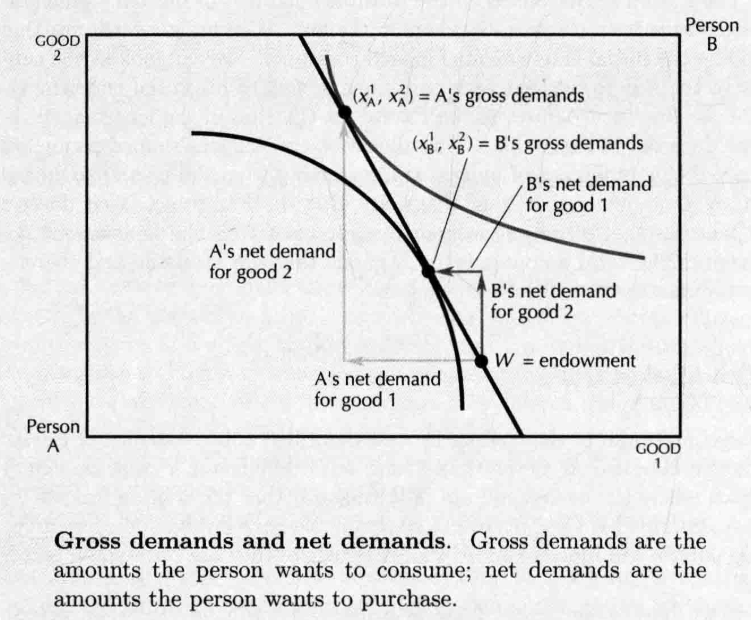 GOOD
2
Person
B
(x_A^1, x_A^2) = A's gross demands
(x_B^1, x_B^2) = B's gross demands
B's net demand
for good 1
A's net demand
for good 2
B's net demand
for good 2
W = endowment
A's net demand
for good 1
Person
A
GOOD
1
Gross demands and net demands. Gross demands are the
amounts the person wants to consume; net demands are the
amounts the person wants to purchase.